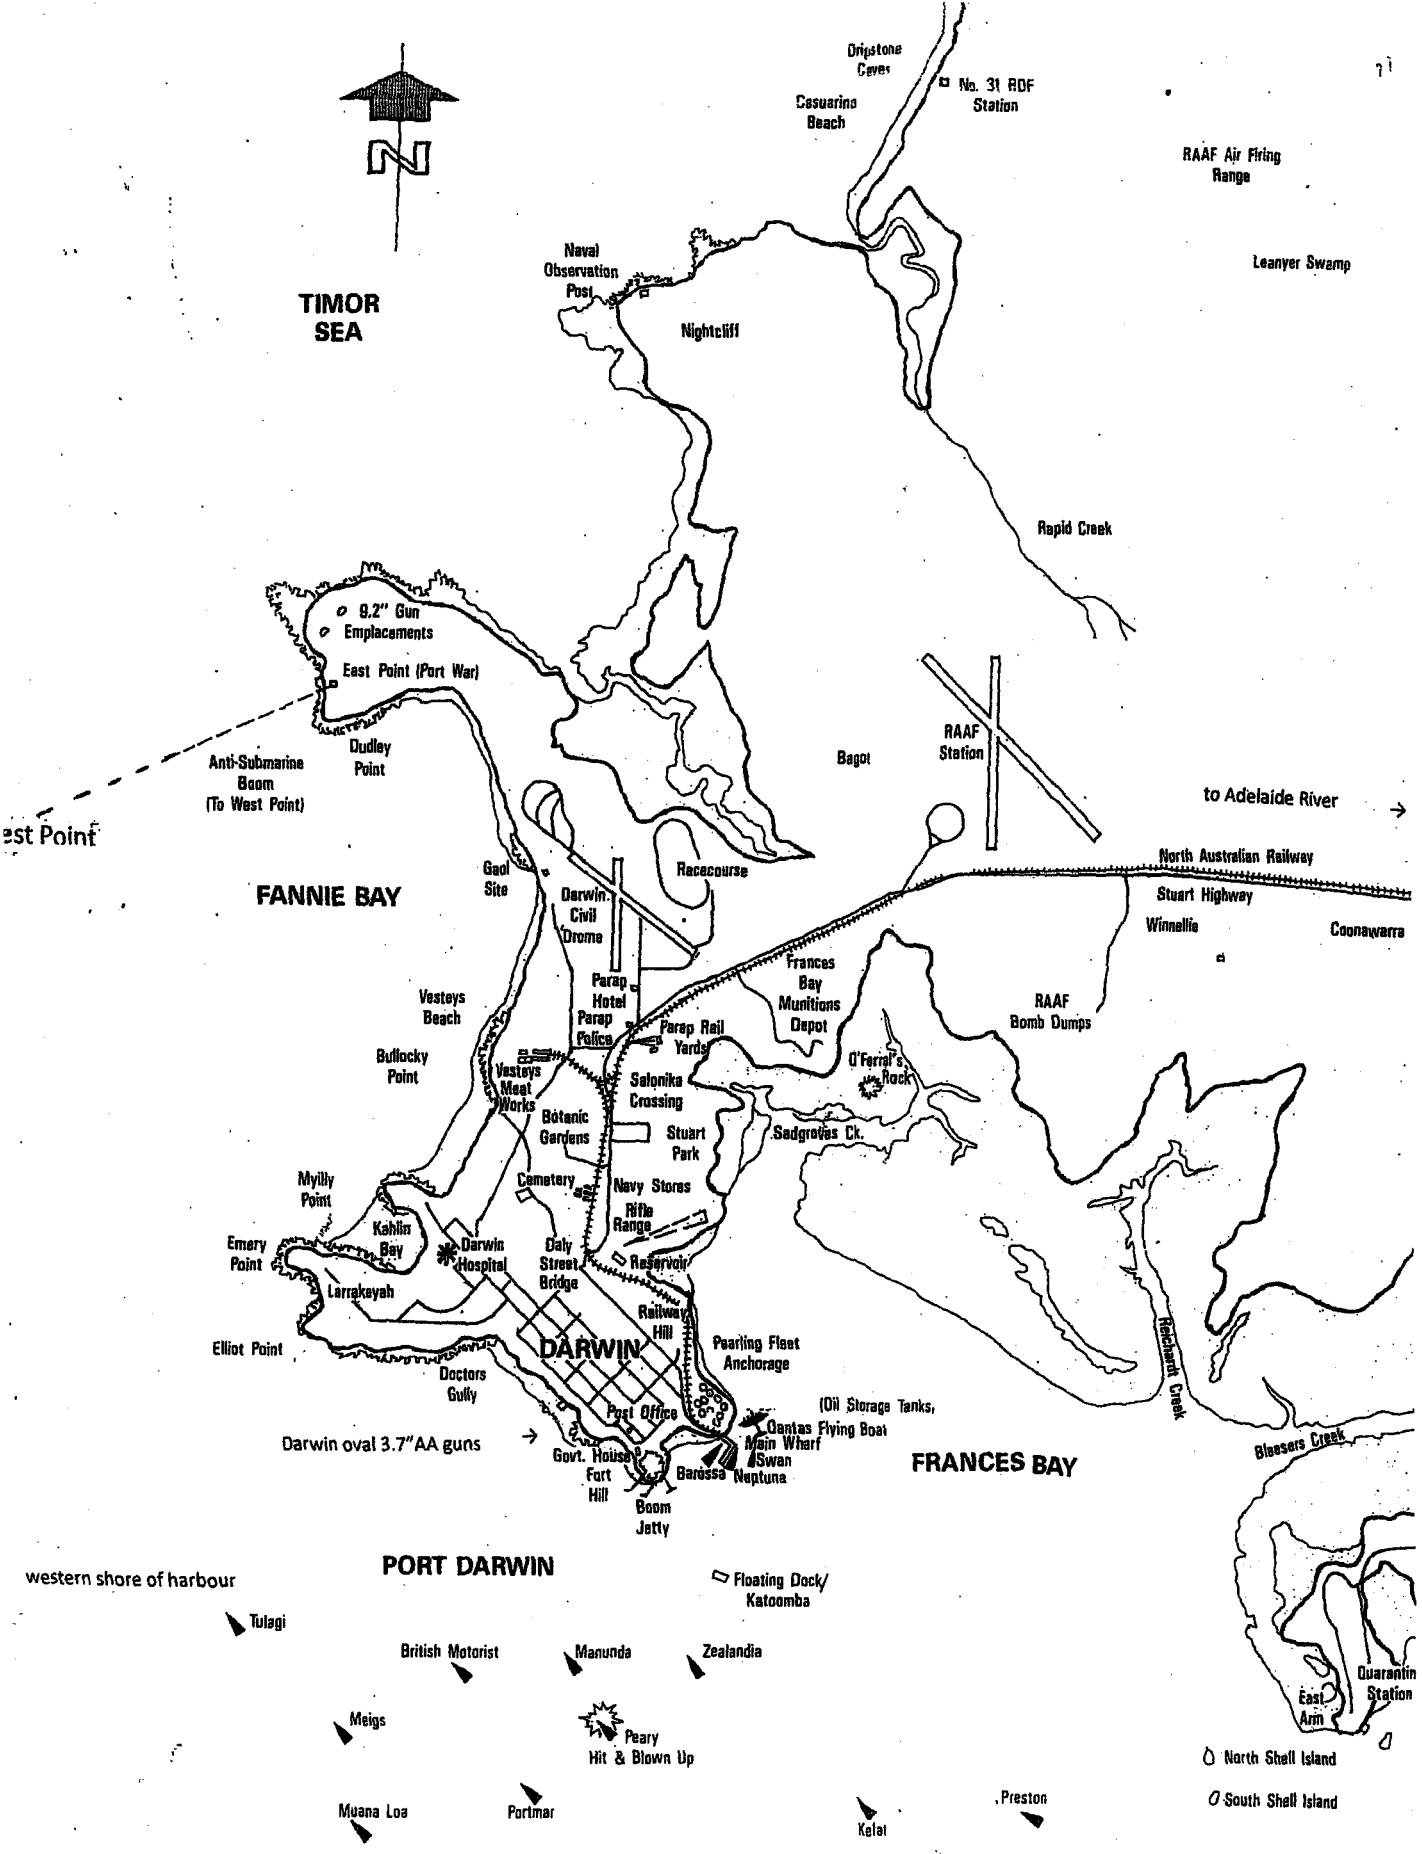 Dripstone
Caves
No. 31 RDF
Station
Casuarina
Beach
RAAF Air Firing
Range
N
Naval
Observation
Post
Leanyer Swamp
TIMOR
SEA
Nightcliff
Rapid Creek
9.2" Gun
Emplacements
East Point (Port War)
RAAF
Station
Dudley
Point
Bagot
Anti-Submarine
Boom
(To West Point)
to Adelaide River
est Point
North Australian Railway
Gaol
Site
Racecourse
FANNIE BAY
Darwin
Civil
'Drome
Stuart Highway
Winnellie
Coonawarra
Frances
Bay
Munitions
Depot
Parap
Hotel
Vesteys
Beach
RAAF
Bomb Dumps
Parap
Police
Parap Rail
Yards
Bullocky
Point
O'Ferral's
Rock
Vesteys
Meat
Works
Salonika
Crossing
Botanic
Gardens
Stuart
Park
Sadgroves Ck.
Myilly
Point
Cemetery
Navy Stores
Rifle
Range
Kahlin
Bay
Emery
Point
Darwin
Hospital
Daly
Street
Bridge
Reservoir
Larrakeyah
Railway
Hill
Elliot Point
DARWIN
Pearling Fleet
Anchorage
Reichardt Creek
Doctors
Gully
(Oil Storage Tanks,
Post Office
Qantas Flying Boat
Darwin oval 3.7"AA guns
Main Wharf
Swan
Bleesers Creek
Govt. House
Fort
Hill
Barossa
Neptuna
FRANCES BAY
Boom
Jetty
PORT DARWIN
western shore of harbour
Floating Dock/
Katoomba
Tulagi
British Motorist
Manunda
Zealandia
Quarantin
Station
East
Arm
Meigs
Peary
Hit & Blown Up
North Shell Island
Muana Loa
Portmar
Kelat
Preston
South Shell Island